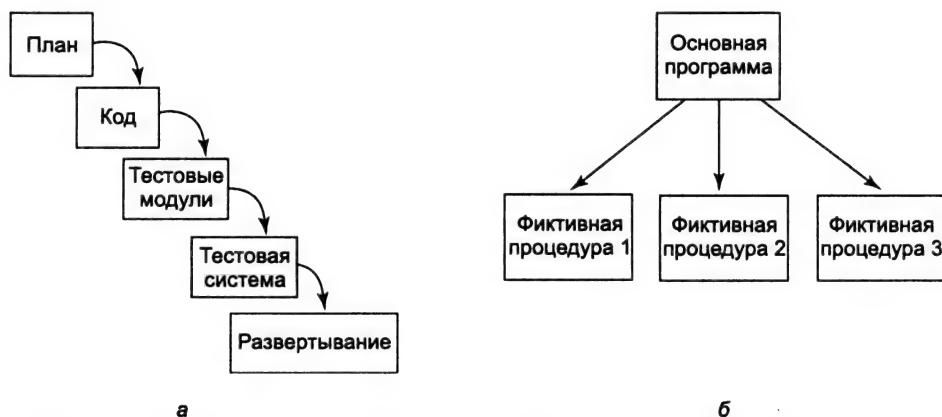 План
Код
Тестовые
модули
Тестовая
система
Развертывание
а
Основная
программа
Фиктивная
процедура 1
Фиктивная
процедура 2
Фиктивная
процедура 3
б